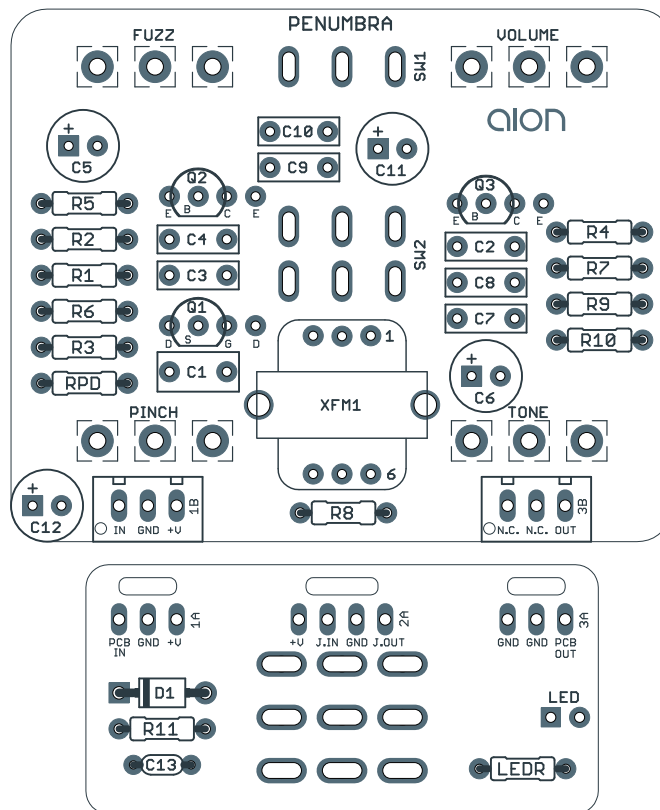 PENUMBRA
FUZZ
VOLUME
SW1
aion
C10
+
C5
C9
+
C11
Q2
E B C E
Q3
E B C E
R5
R2
R1
R6
R3
RPD
C4
C3
SW2
C2
C8
C7
R4
R7
R9
R10
Q1
D S G D
C1
1
XFM1
6
+
C6
PINCH
TONE
+
C12
IN GND +V
1B
R8
N.C. N.C. OUT
3B
PCB IN GND +V
1A
+V J.IN GND J.OUT
2A
GND GND PCB OUT
3A
D1
R11
C13
LED
LEDR